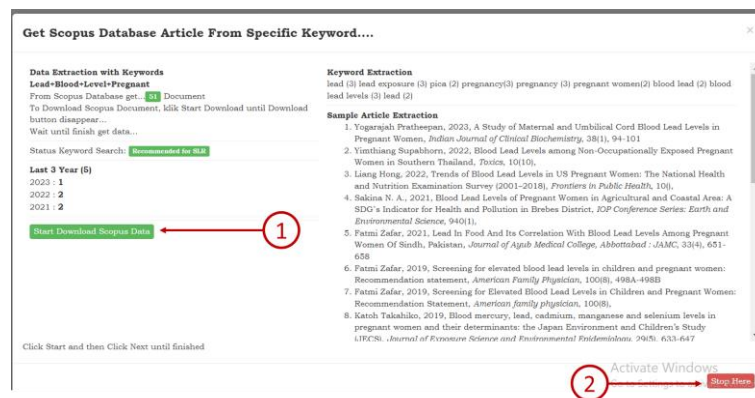 Get Scopus Database Article From Specific Keyword....
×
Data Extraction with Keywords
Lead+Blood+Level+Pregnant
From Scopus Database get... 51 Document
To Download Scopus Document, klik Start Download until Download
button disappear...
Wait until finish get data...
Status Keyword Search: Recommended for SLR
Last 3 Year (5)
2023 : 1
2022 : 2
2021 : 2
Start Download Scopus Data
1
Click Start and then Click Next until finished
Keyword Extraction
lead (3) lead exposure (3) pica (2) pregnancy(3) pregnancy (3) pregnant women(2) blood lead (2) blood
lead levels (3) lead (2)
Sample Article Extraction
1. Yogarajah Pratheepan, 2023, A Study of Maternal and Umbilical Cord Blood Lead Levels in
Pregnant Women, Indian Journal of Clinical Biochemistry, 38(1), 94-101
2. Yimthiang Supabhorn, 2022, Blood Lead Levels among Non-Occupationally Exposed Pregnant
Women in Southern Thailand, Toxics, 10(10),
3. Liang Hong, 2022, Trends of Blood Lead Levels in US Pregnant Women: The National Health
and Nutrition Examination Survey (2001–2018), Frontiers in Public Health, 10(),
4. Sakina N. A., 2021, Blood Lead Levels of Pregnant Women in Agricultural and Coastal Area: A
SDG's Indicator for Health and Pollution in Brebes District, IOP Conference Series: Earth and
Environmental Science, 940(1),
5. Fatmi Zafar, 2021, Lead In Food And Its Correlation With Blood Lead Levels Among Pregnant
Women Of Sindh, Pakistan, Journal of Ayub Medical College, Abbottabad : JAMC, 33(4), 651-
658
6. Fatmi Zafar, 2019, Screening for elevated blood lead levels in children and pregnant women:
Recommendation statement, American Family Physician, 100(8), 498A-498B
7. Fatmi Zafar, 2019, Screening for Elevated Blood Lead Levels in Children and Pregnant Women:
Recommendation Statement, American family physician, 100(8),
8. Katoh Takahiko, 2019, Blood mercury, lead, cadmium, manganese and selenium levels in
pregnant women and their determinants: the Japan Environment and Children's Study
(JECS), Journal of Exposure Science and Environmental Epidemiology, 29(5), 633-647
Activate Windows
Go to Settings to
2
Stop Here